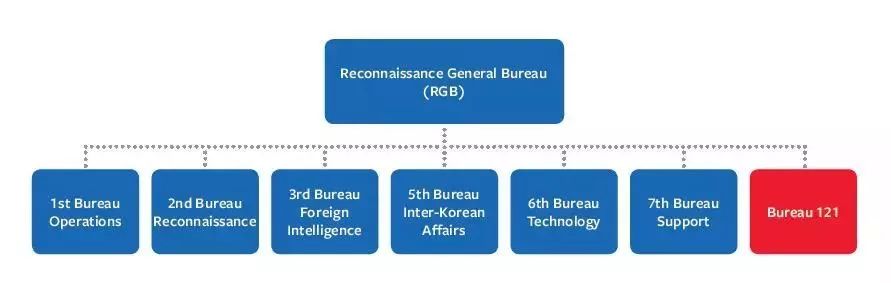 Reconnaissance General Bureau
(RGB)
1st Bureau
Operations
2nd Bureau
Reconnaissance
3rd Bureau
Foreign
Intelligence
5th Bureau
Inter-Korean
Affairs
6th Bureau
Technology
7th Bureau
Support
Bureau 121